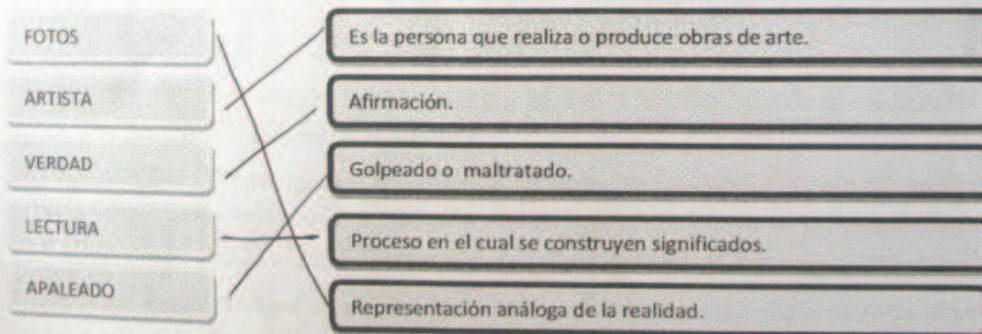 FOTOS
Es la persona que realiza o produce obras de arte.
ARTISTA
Afirmación.
VERDAD
Golpeado o maltratado.
LECTURA
Proceso en el cual se construyen significados.
APALEADO
Representación análoga de la realidad.